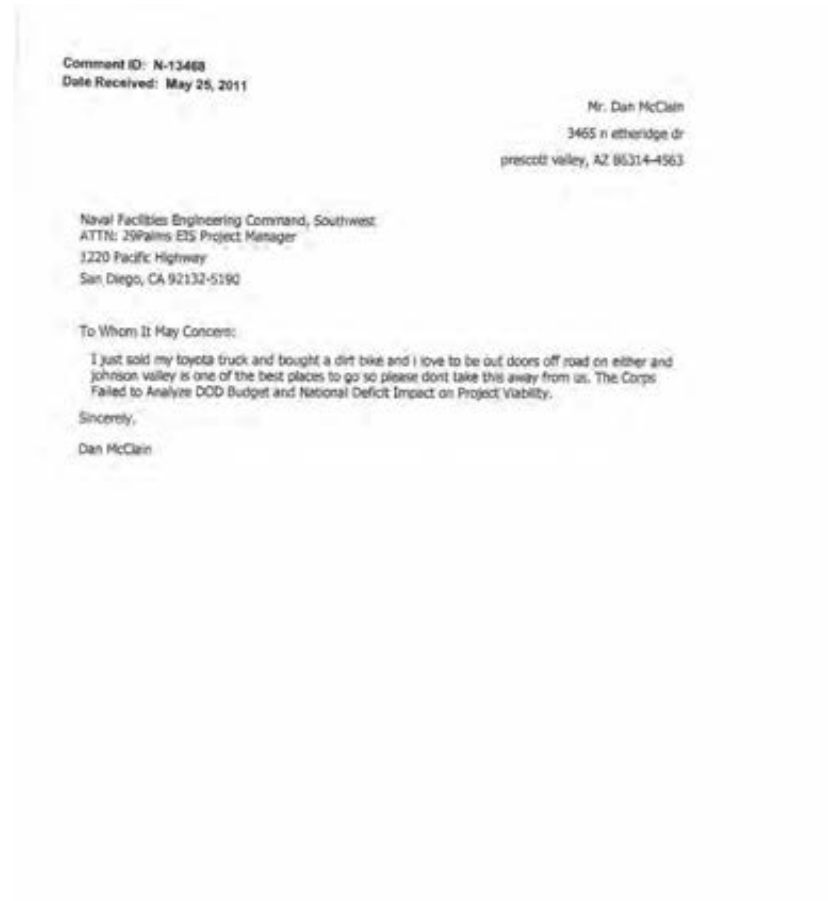 Comment ID: N-13468
Date Received: May 25, 2011
Mr. Dan McClain
3465 n etheridge dr
prescott valley, AZ 86314-4563
Naval Facilities Engineering Command, Southwest
ATTN: 29Palms EIS Project Manager
1220 Pacific Highway
San Diego, CA 92132-5190
To Whom It May Concern:
I just sold my toyota truck and bought a dirt bike and i love to be out doors off road on either and
johnson valley is one of the best places to go so please dont take this away from us. The Corps
Failed to Analyze DOD Budget and National Deficit Impact on Project Viability.
Sincerely,
Dan McClain